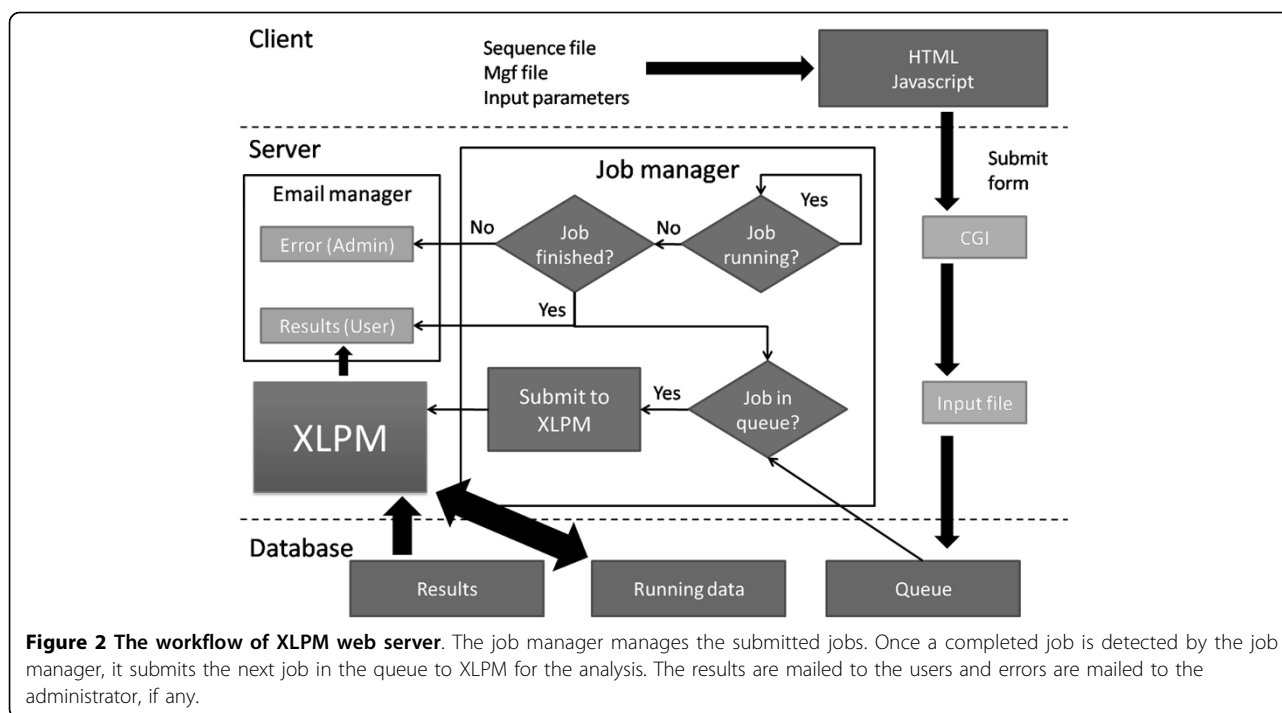 Client
Sequence file
Mgf file
Input parameters
HTML
Javascript
Server
Submit
form
Job manager
Email manager
Yes
No
No
Error (Admin)
Job
finished?
Job
running?
CGI
Yes
Results (User)
Submit to
XLPM
Yes
Job in
queue?
Input file
XLPM
Database
Results
Running data
Queue
Figure 2 The workflow of XLPM web server. The job manager manages the submitted jobs. Once a completed job is detected by the job
manager, it submits the next job in the queue to XLPM for the analysis. The results are mailed to the users and errors are mailed to the
administrator, if any.